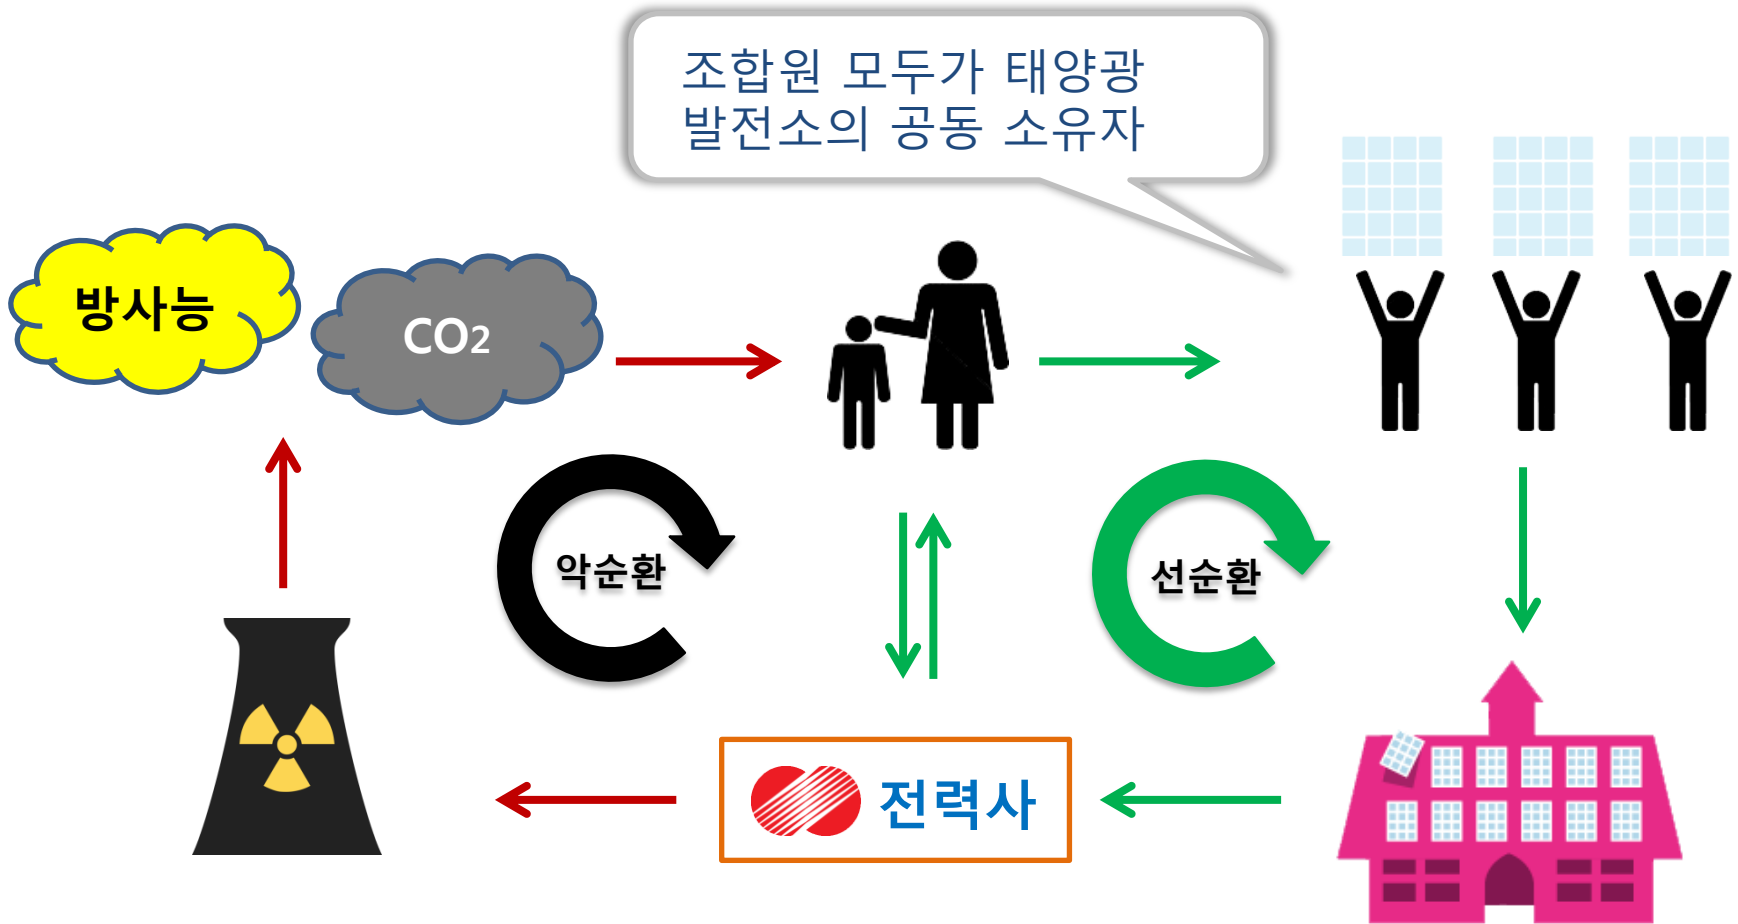 조합원 모두가 태양광
발전소의 공동 소유자
방사능
CO2
악순환
선순환
전력사